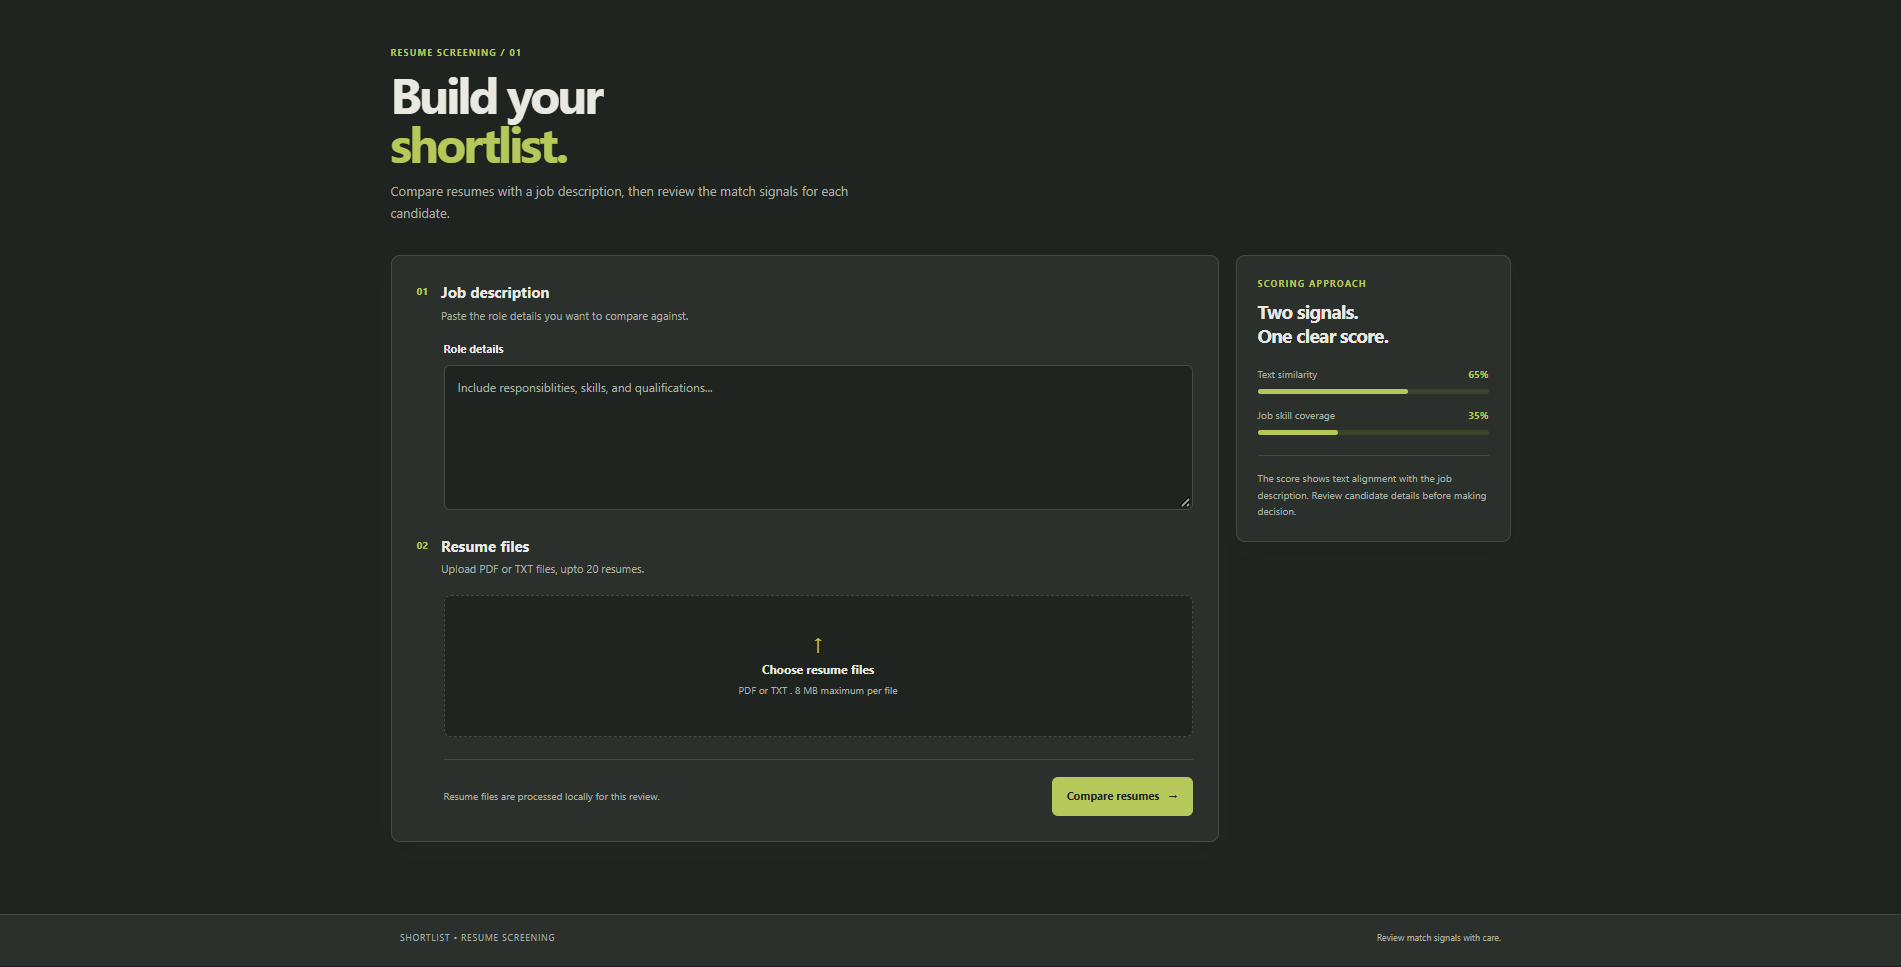 RESUME SCREENING / 01
Build your
shortlist.
Compare resumes with a job description, then review the match signals for each
candidate.
01 Job description
Paste the role details you want to compare against.
Role details
Include responsiblities, skills, and qualifications...
02 Resume files
Upload PDF or TXT files, upto 20 resumes.
↑
Choose resume files
PDF or TXT . 8 MB maximum per file
Resume files are processed locally for this review.
Compare resumes →
SCORING APPROACH
Two signals.
One clear score.
Text similarity 65%
Job skill coverage 35%
The score shows text alignment with the job
description. Review candidate details before making
decision.
SHORTLIST • RESUME SCREENING
Review match signals with care.